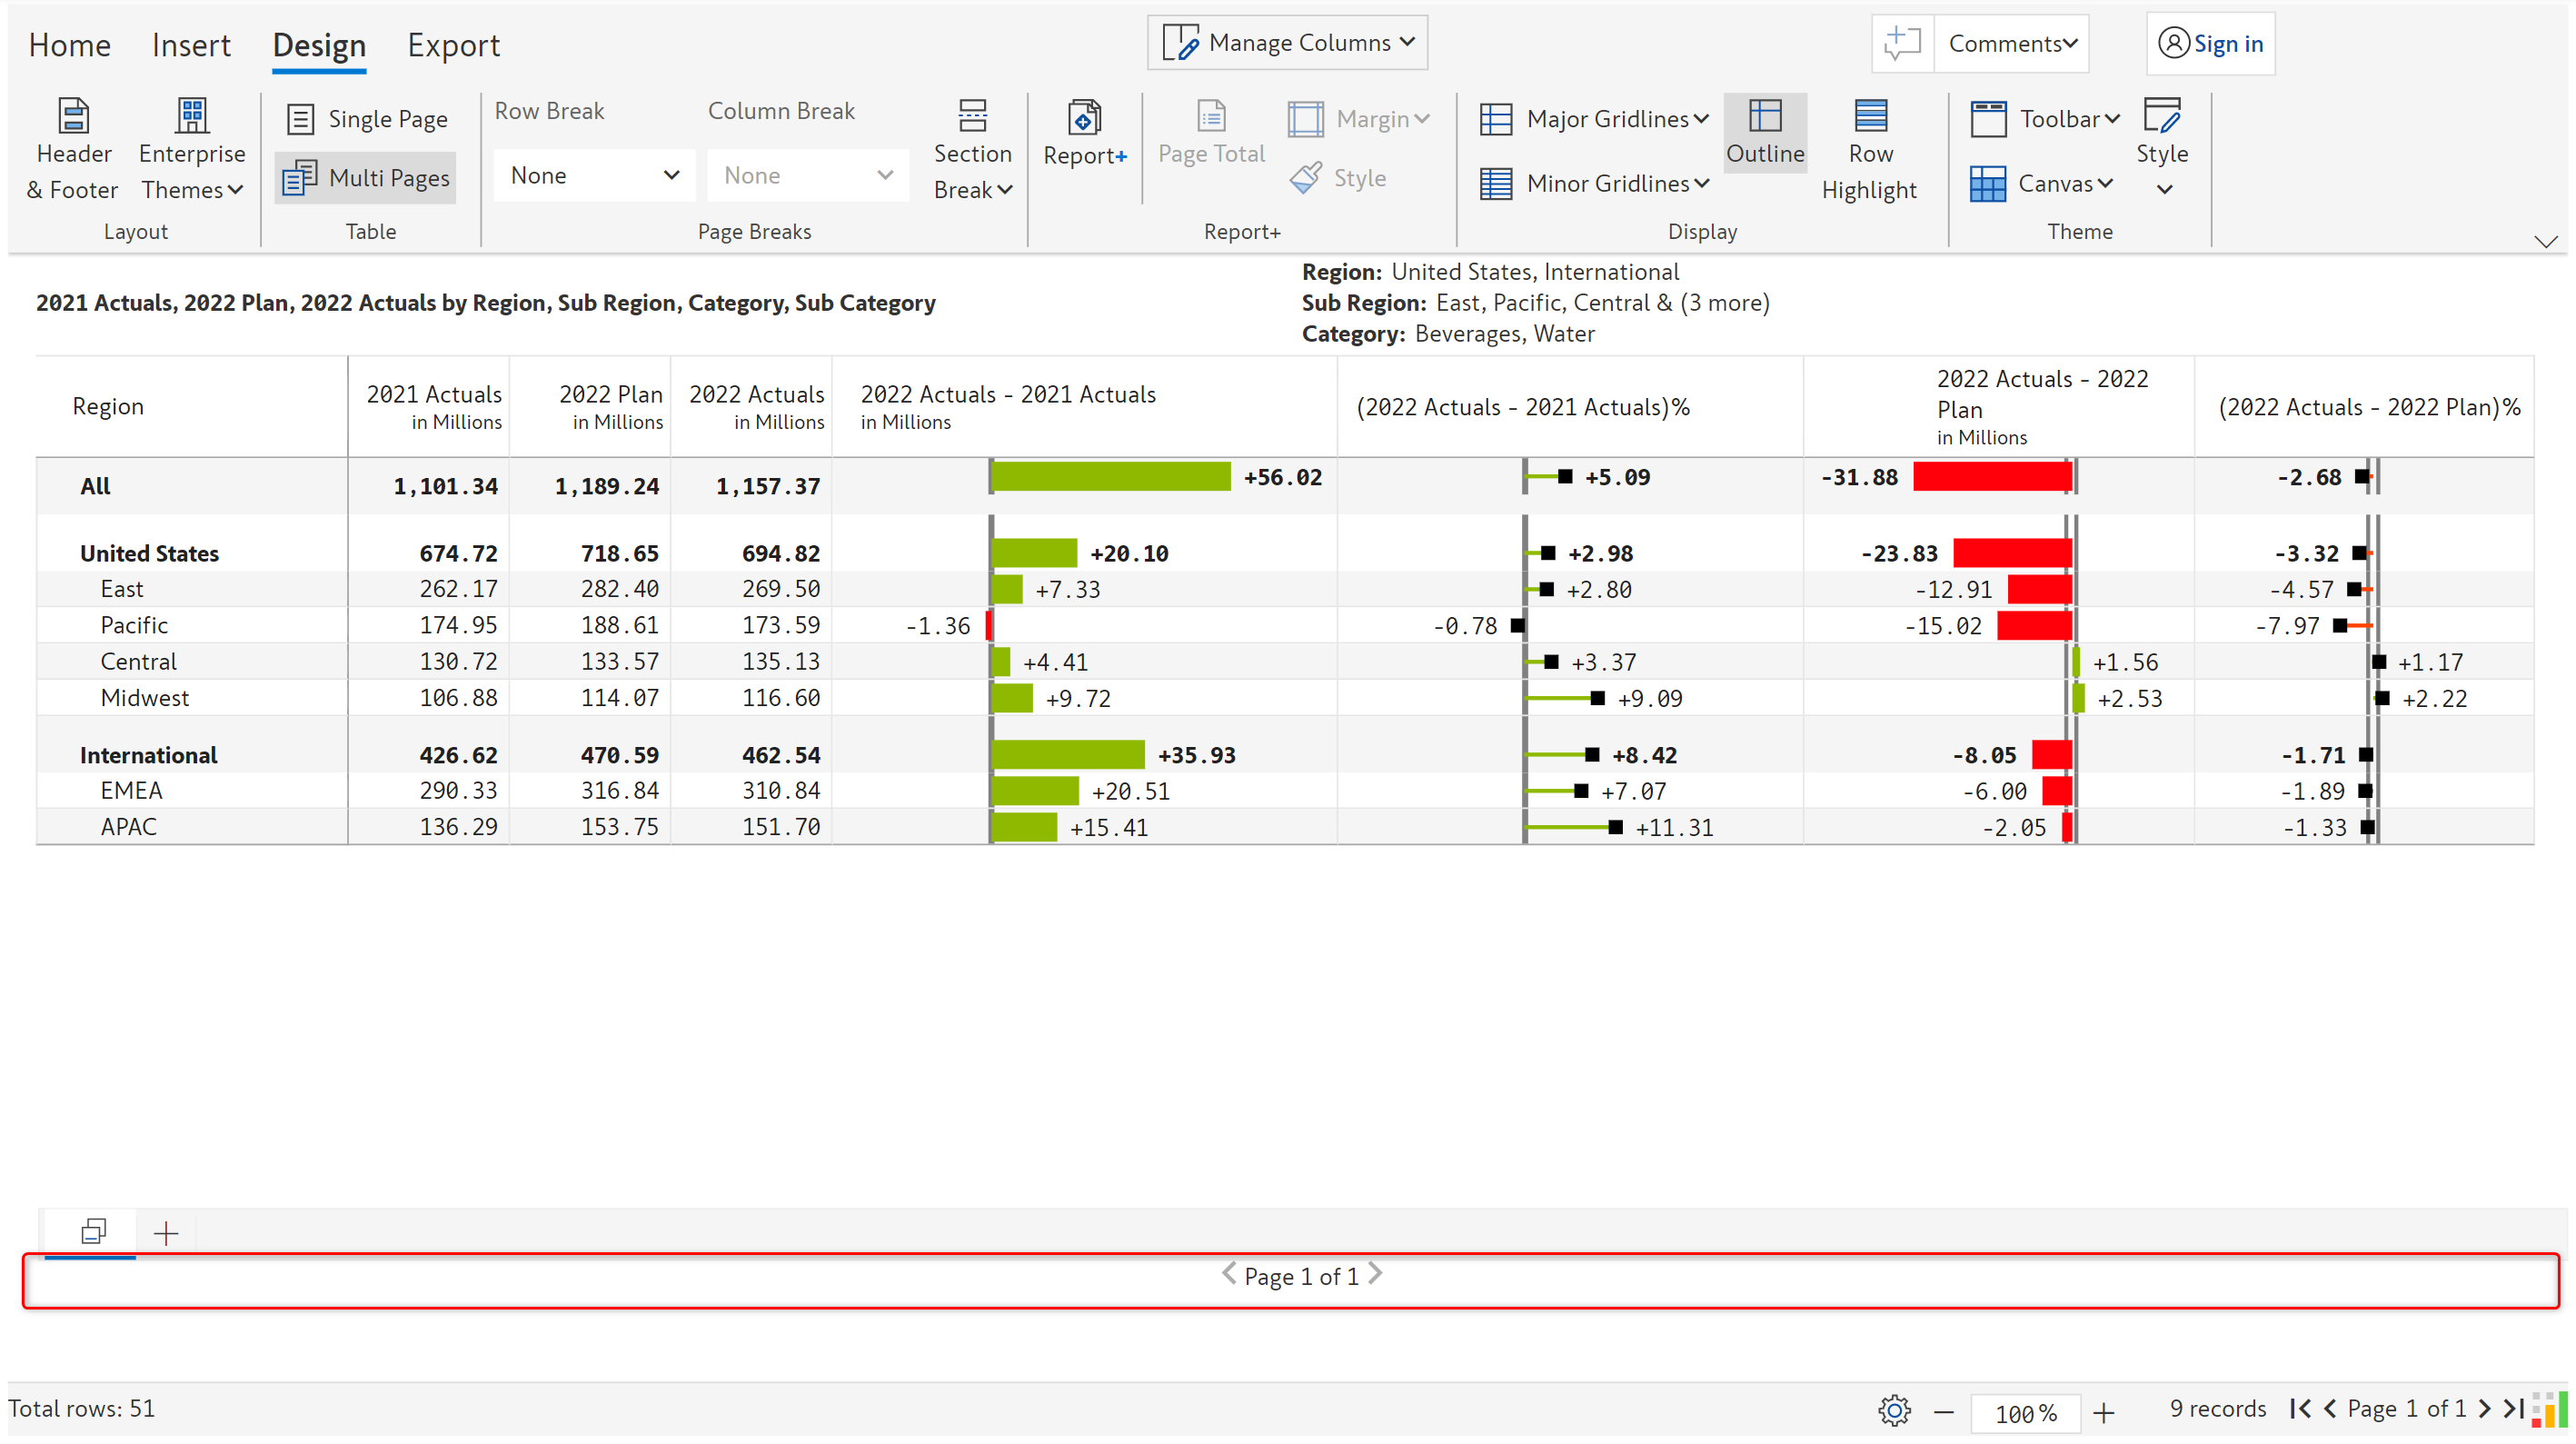 Home Insert Design Export Manage Columns Comments Sign in
Header & Footer Enterprise Themes Layout
Single Page
Multi Pages
Table
Row Break Column Break
None None Section Break
Page Breaks
Report+ Page Total Margin
Style
Report+
Major Gridlines Outline Row Highlight
Minor Gridlines
Display
Toolbar Style
Canvas
Theme
2021 Actuals, 2022 Plan, 2022 Actuals by Region, Sub Region, Category, Sub Category
Region: United States, International
Sub Region: East, Pacific, Central & (3 more)
Category: Beverages, Water
Region 2021 Actuals in Millions 2022 Plan in Millions 2022 Actuals in Millions 2022 Actuals - 2021 Actuals in Millions (2022 Actuals - 2021 Actuals)% 2022 Actuals - 2022 Plan in Millions (2022 Actuals - 2022 Plan)%
All 1,101.34 1,189.24 1,157.37 +56.02 +5.09 -31.88 -2.68
United States 674.72 718.65 694.82 +20.10 +2.98 -23.83 -3.32
East 262.17 282.40 269.50 +7.33 +2.80 -12.91 -4.57
Pacific 174.95 188.61 173.59 -1.36 -0.78 -15.02 -7.97
Central 130.72 133.57 135.13 +4.41 +3.37 +1.56 +1.17
Midwest 106.88 114.07 116.60 +9.72 +9.09 +2.53 +2.22
International 426.62 470.59 462.54 +35.93 +8.42 -8.05 -1.71
EMEA 290.33 316.84 310.84 +20.51 +7.07 -6.00 -1.89
APAC 136.29 153.75 151.70 +15.41 +11.31 -2.05 -1.33
Page 1 of 1
Total rows: 51 100% 9 records Page 1 of 1